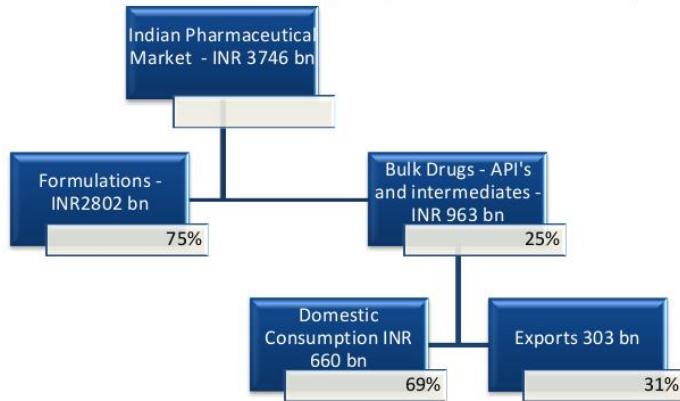 Indian Pharmaceutical
Market - INR 3746 bn
Formulations -
INR2802 bn
75%
Bulk Drugs - API's
and intermediates -
INR 963 bn
25%
Domestic
Consumption INR
660 bn
69%
Exports 303 bn
31%